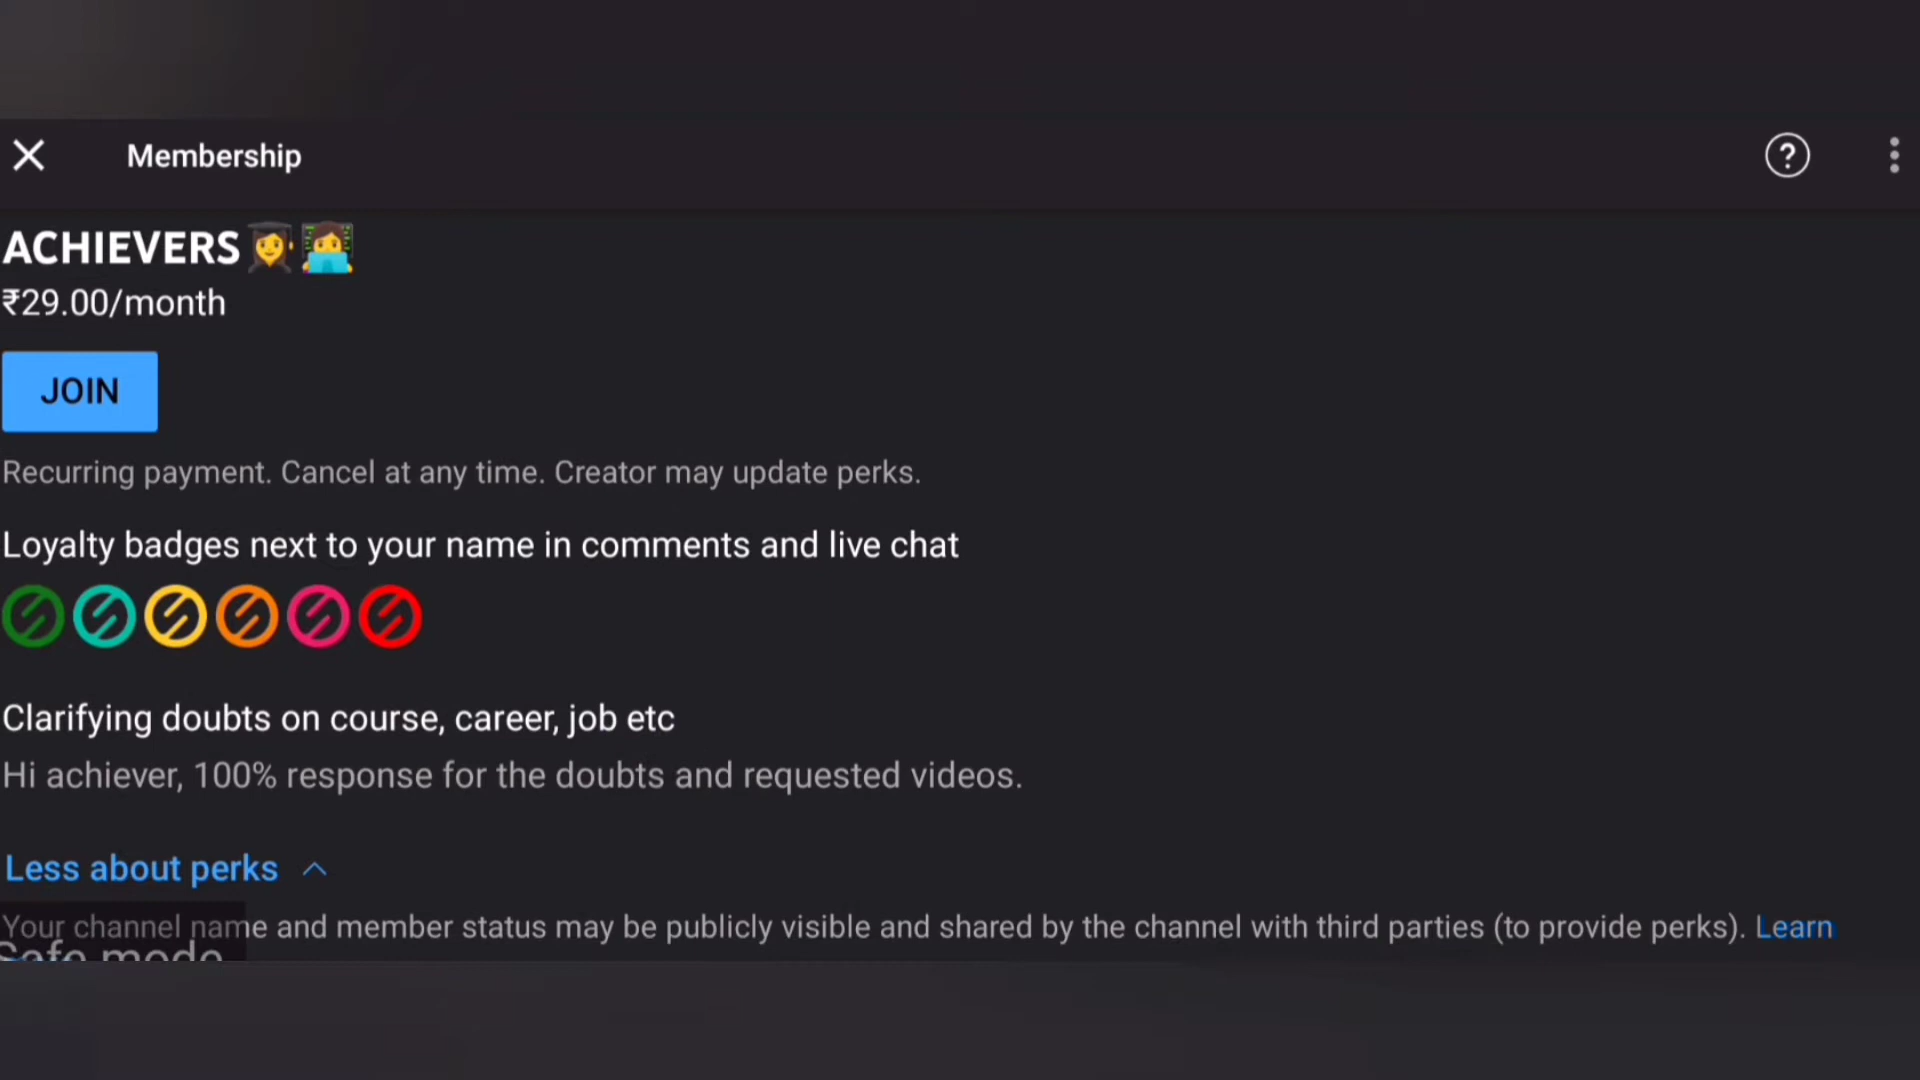 Membership
ACHIEVERS👩‍🎓👩‍💻
₹29.00/month
JOIN
Recurring payment. Cancel at any time. Creator may update perks.
Loyalty badges next to your name in comments and live chat
Clarifying doubts on course, career, job etc
Hi achiever, 100% response for the doubts and requested videos.
Less about perks
Your channel name and member status may be publicly visible and shared by the channel with third parties (to provide perks). Learn
Safe mode